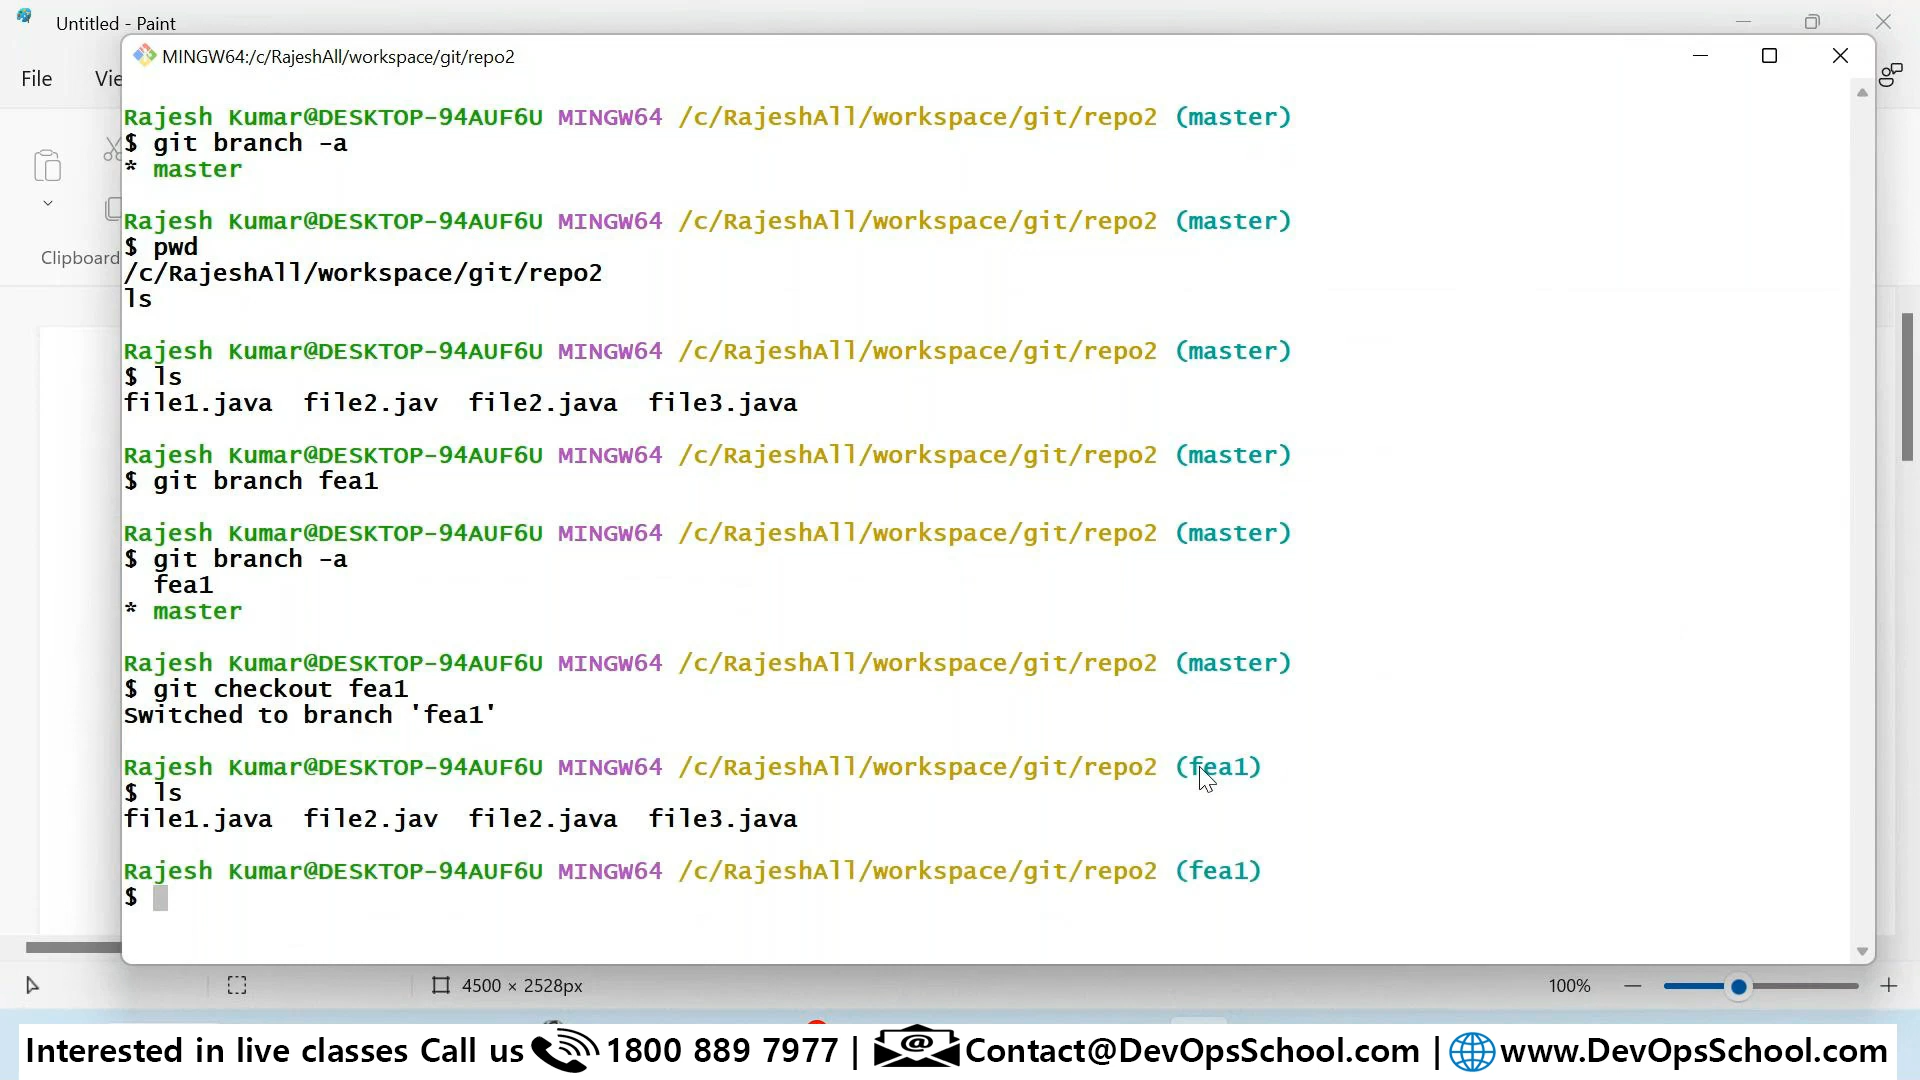 Untitled - Paint
MINGW64:/c/RajeshAll/workspace/git/repo2
File
Rajesh Kumar@DESKTOP-94AUF6U MINGW64 /c/RajeshAll/workspace/git/repo2 (master)
$ git branch -a
* master
Rajesh Kumar@DESKTOP-94AUF6U MINGW64 /c/RajeshAll/workspace/git/repo2 (master)
$ pwd
/c/RajeshAll/workspace/git/repo2
ls
Rajesh Kumar@DESKTOP-94AUF6U MINGW64 /c/RajeshAll/workspace/git/repo2 (master)
$ ls
file1.java  file2.jav  file2.java  file3.java
Rajesh Kumar@DESKTOP-94AUF6U MINGW64 /c/RajeshAll/workspace/git/repo2 (master)
$ git branch fea1
Rajesh Kumar@DESKTOP-94AUF6U MINGW64 /c/RajeshAll/workspace/git/repo2 (master)
$ git branch -a
  fea1
* master
Rajesh Kumar@DESKTOP-94AUF6U MINGW64 /c/RajeshAll/workspace/git/repo2 (master)
$ git checkout fea1
Switched to branch 'fea1'
Rajesh Kumar@DESKTOP-94AUF6U MINGW64 /c/RajeshAll/workspace/git/repo2 (fea1)
$ ls
file1.java  file2.jav  file2.java  file3.java
Rajesh Kumar@DESKTOP-94AUF6U MINGW64 /c/RajeshAll/workspace/git/repo2 (fea1)
$
Clipboard
4500 × 2528px
100%
Interested in live classes Call us 1800 889 7977 | Contact@DevOpsSchool.com | www.DevOpsSchool.com